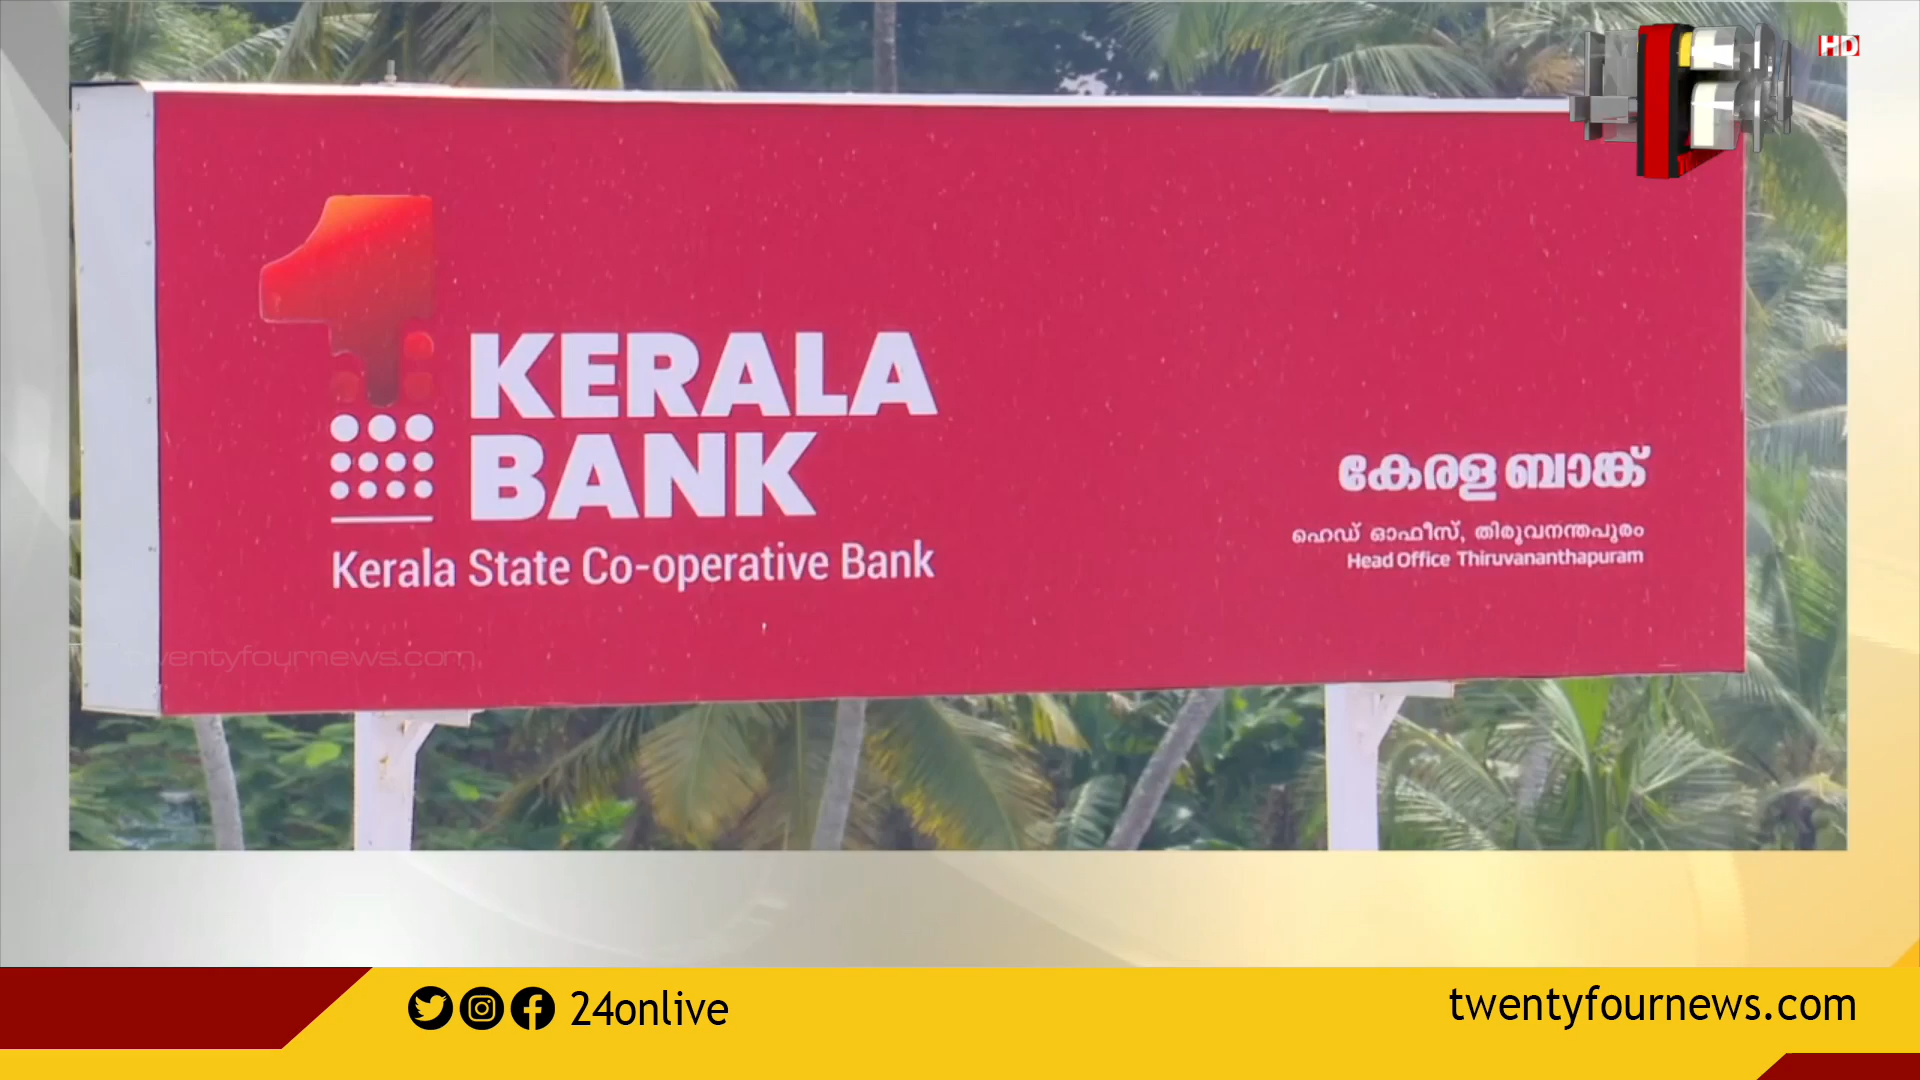 HD
KERALA
BANK
Kerala State Co-operative Bank
കേരള ബാങ്ക്
ഹെഡ് ഓഫീസ്, തിരുവനന്തപുരം
Head Office Thiruvananthapuram
twentyfournews.com
24onlive
twentyfournews.com